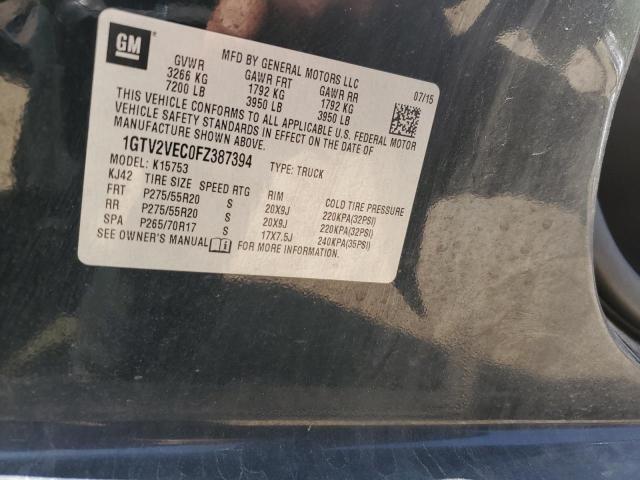 GM
MFD BY GENERAL MOTORS LLC
07/15
GVWR GAWR FRT GAWR RR
3266 KG 1792 KG 1792 KG
7200 LB 3950 LB 3950 LB
THIS VEHICLE CONFORMS TO ALL APPLICABLE U.S. FEDERAL MOTOR
VEHICLE SAFETY STANDARDS IN EFFECT ON THE DATE OF
MANUFACTURE SHOWN ABOVE.
1GTV2VEC0FZ387394
TYPE: TRUCK
MODEL: K15753
KJ42 TIRE SIZE SPEED RTG RIM COLD TIRE PRESSURE
FRT P275/55R20 S 20X9J 220KPA(32PSI)
RR P275/55R20 S 20X9J 220KPA(32PSI)
SPA P265/70R17 S 17X7.5J 240KPA(35PSI)
SEE OWNER'S MANUAL